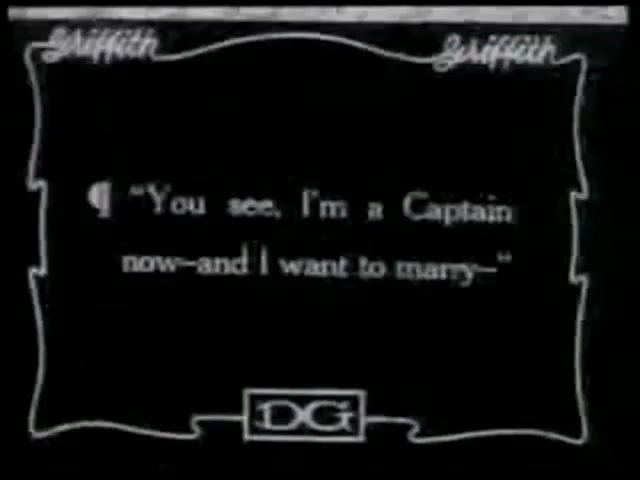 Griffith Griffith
¶ “You see, I'm a Captain
now—and I want to marry—“
DG